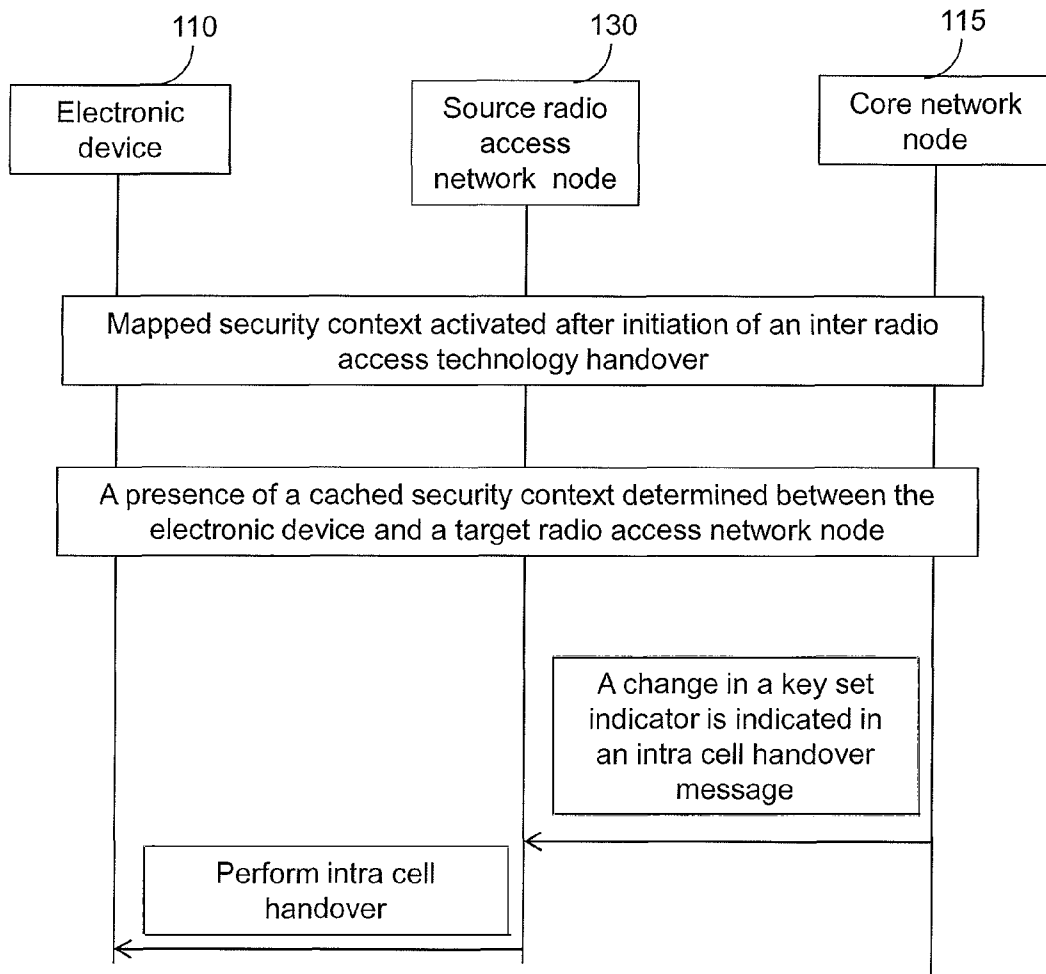 110
130
115
Electronic
device
Source radio
access
network node
Core network
node
Mapped security context activated after initiation of an inter radio
access technology handover
A presence of a cached security context determined between the
electronic device and a target radio access network node
A change in a key set
indicator is indicated in
an intra cell handover
message
Perform intra cell
handover